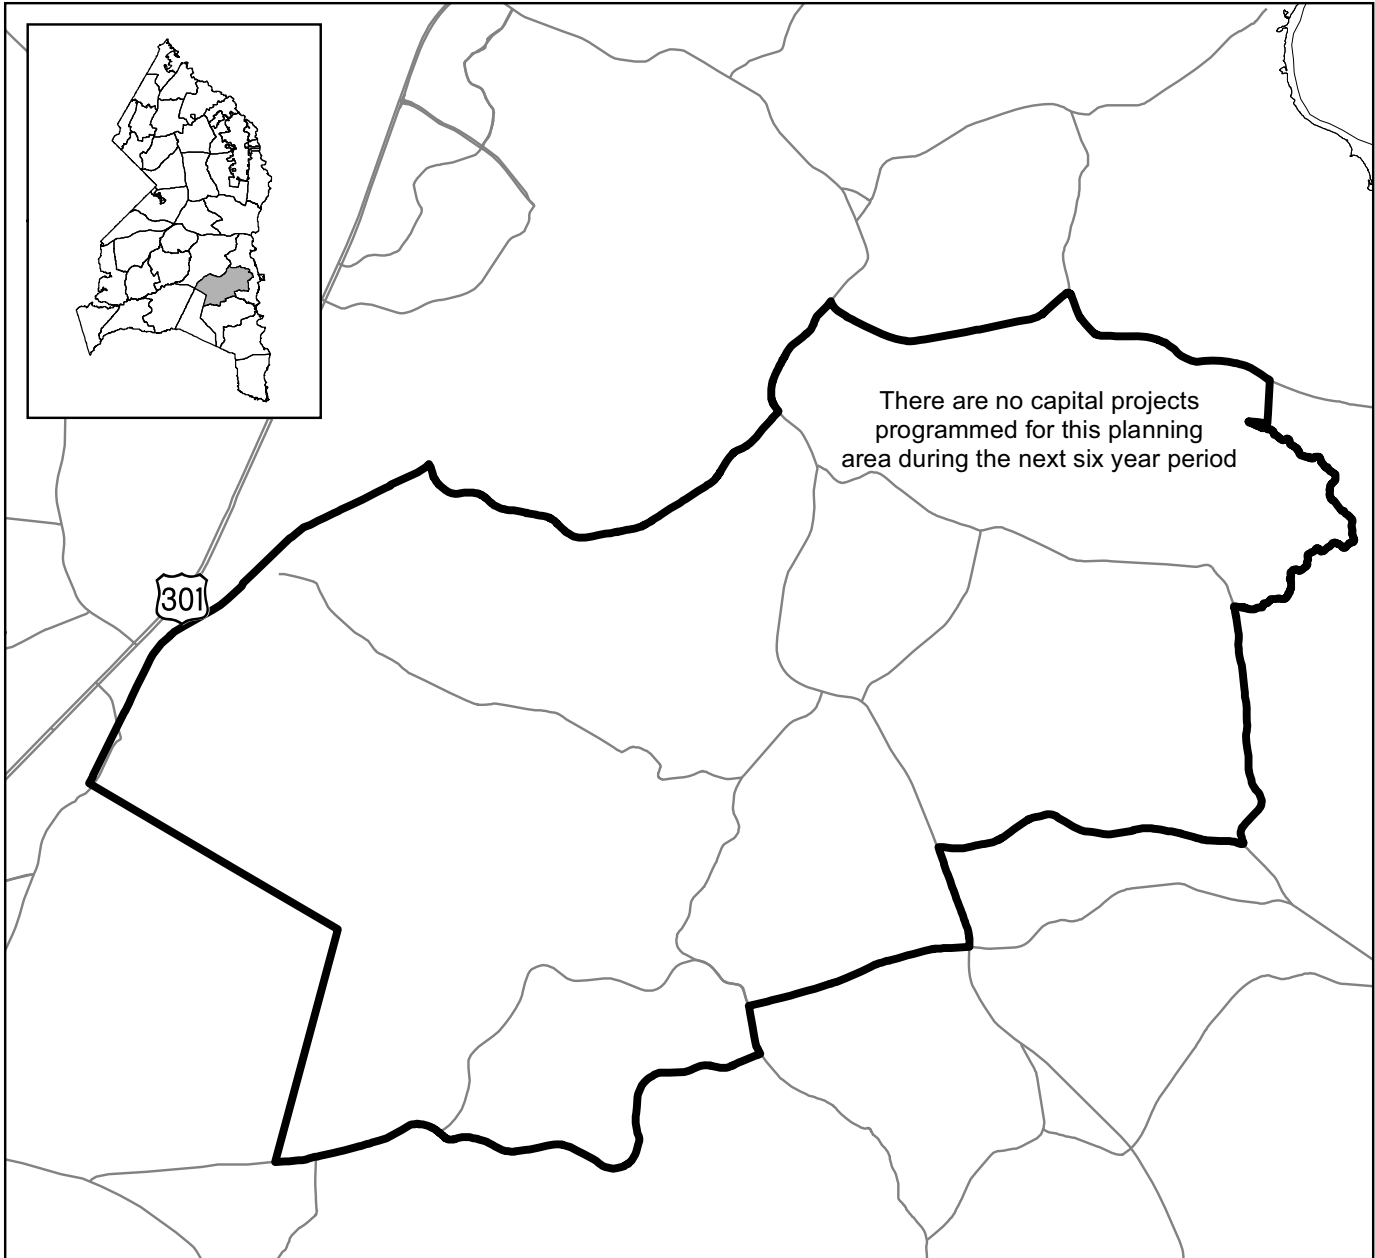 There are no capital projects
programmed for this planning
area during the next six year period
301